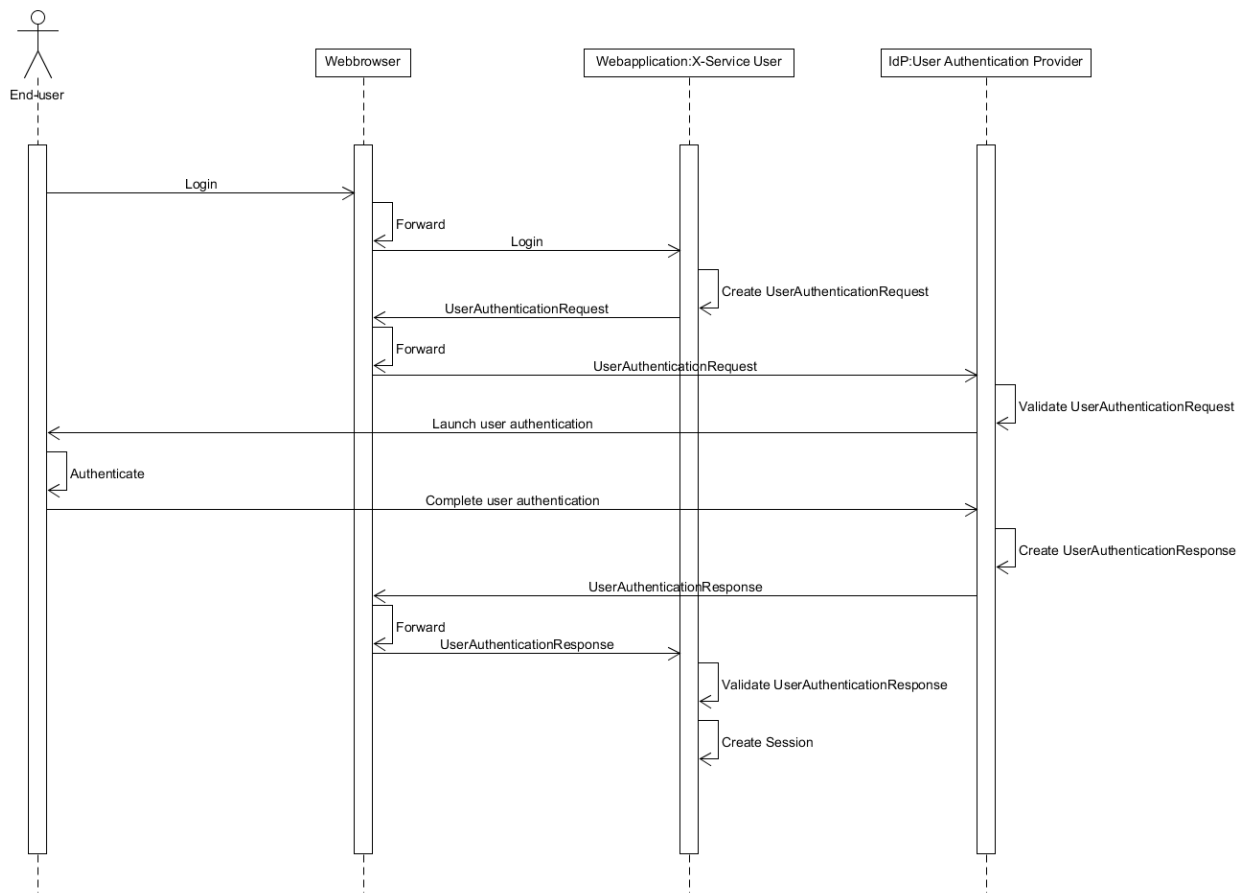 End-user
Webbrowser
Webapplication:X-Service User
IdP:User Authentication Provider
Login
Forward
Login
Create UserAuthenticationRequest
UserAuthenticationRequest
Forward
UserAuthenticationRequest
Validate UserAuthenticationRequest
Launch user authentication
Authenticate
Complete user authentication
Create UserAuthenticationResponse
UserAuthenticationResponse
Forward
UserAuthenticationResponse
Validate UserAuthenticationResponse
Create Session